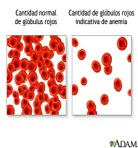 Cantidad normal
de glóbulos rojos
Cantidad de glóbulos rojos
indicativa de anemia
ADAM.